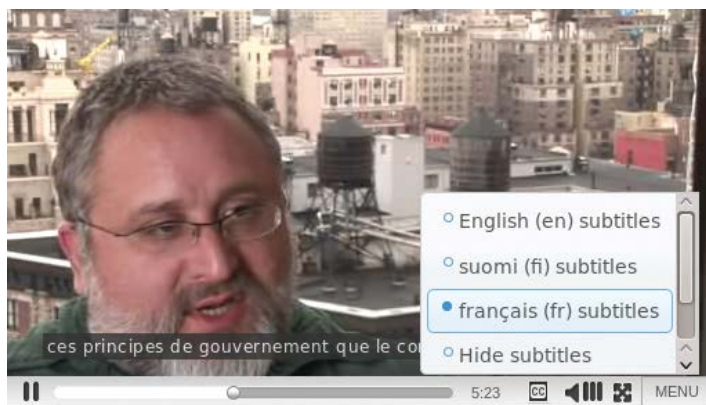 English (en) subtitles
suomi (fi) subtitles
français (fr) subtitles
ces principes de gouvernement que le
Hide subtitles
5:23
CC
MENU